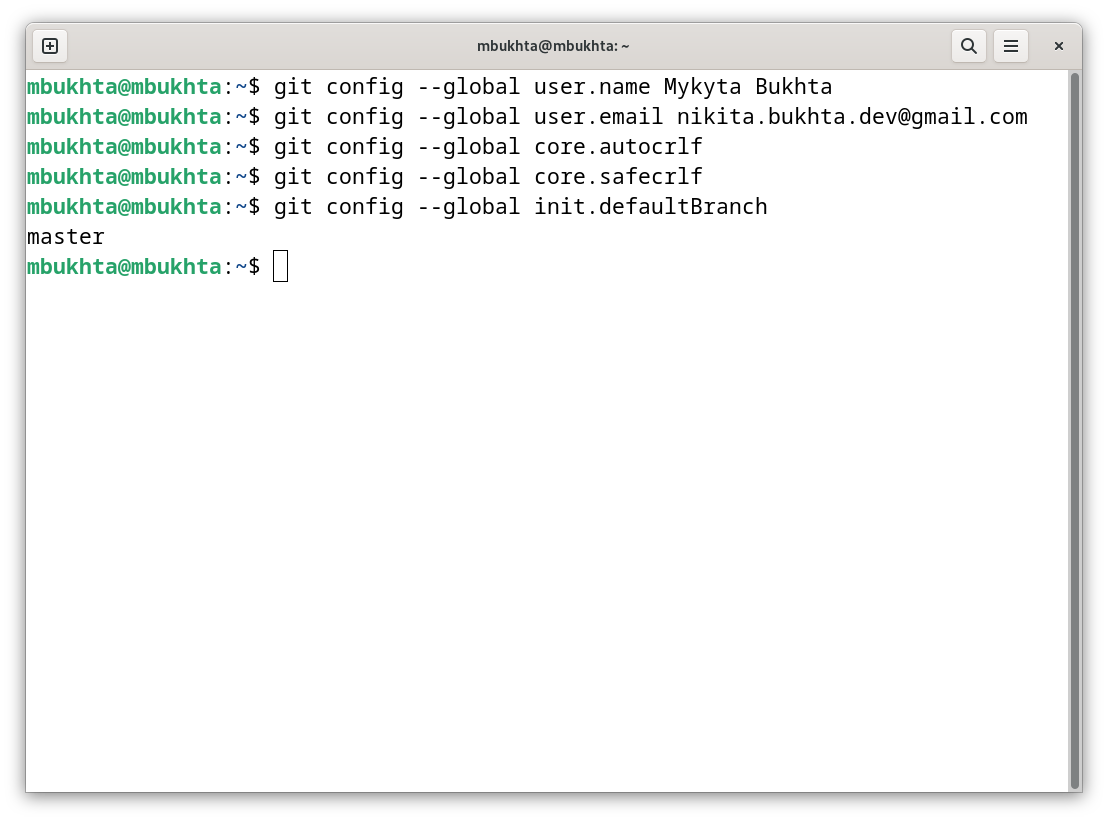 mbukhta@mbukhta: ~
mbukhta@mbukhta:~$ git config --global user.name Mykyta Bukhta
mbukhta@mbukhta:~$ git config --global user.email nikita.bukhta.dev@gmail.com
mbukhta@mbukhta:~$ git config --global core.autocrlf
mbukhta@mbukhta:~$ git config --global core.safecrlf
mbukhta@mbukhta:~$ git config --global init.defaultBranch
master
mbukhta@mbukhta:~$